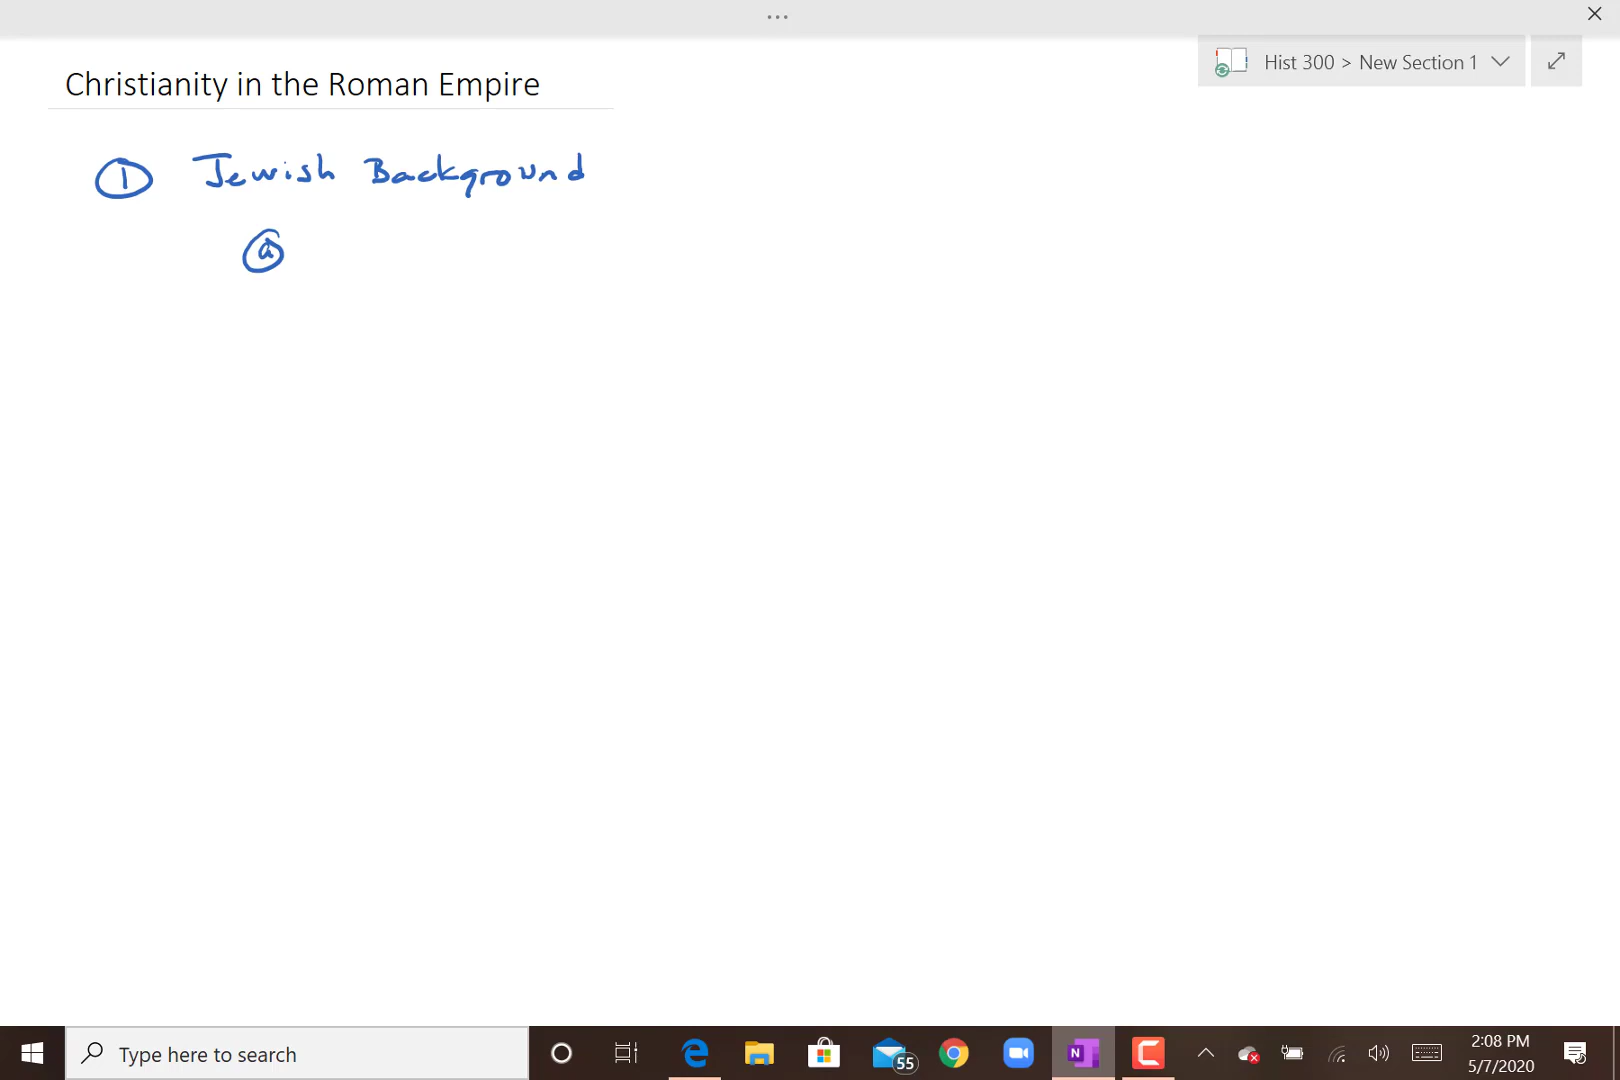 ...
Hist 300 > New Section 1
Christianity in the Roman Empire
① Jewish Background
ⓐ
Type here to search
55
N
2:08 PM
5/7/2020